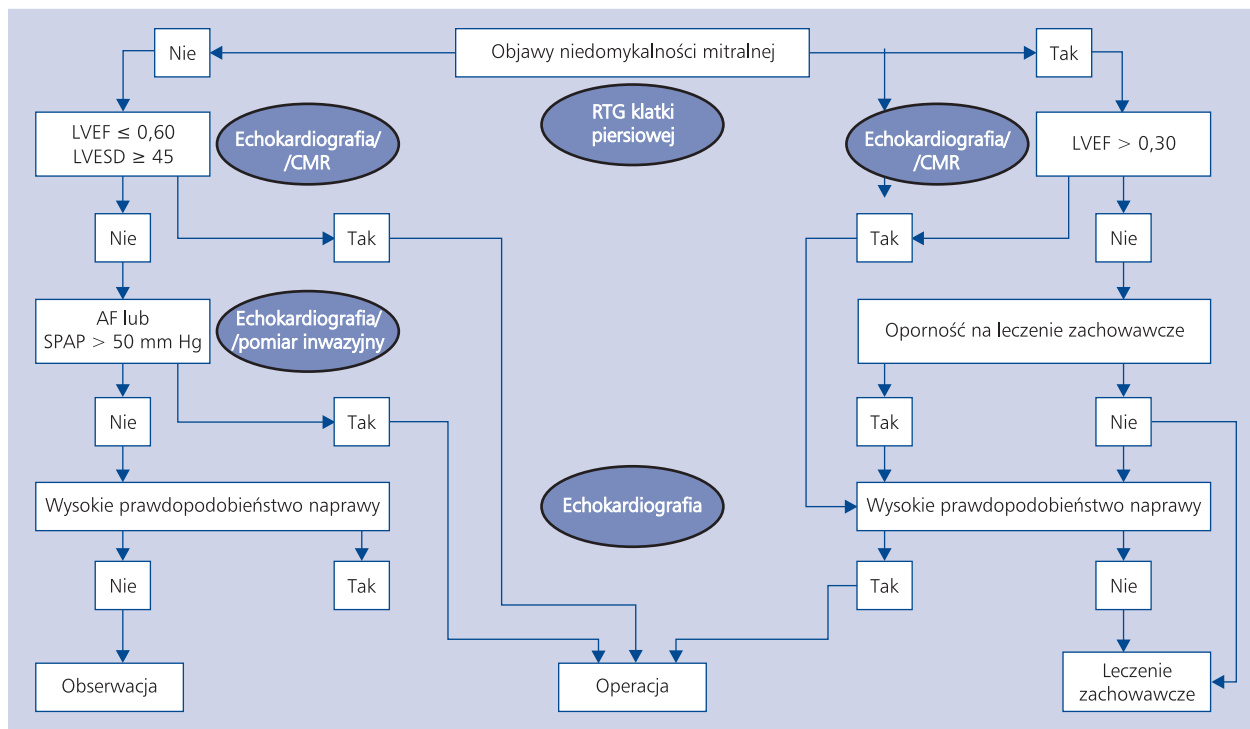 Nie
Objawy niedomykalności mitralnej
Tak
LVEF ≤ 0,60
LVESD ≥ 45
Echokardiografia/
/CMR
RTG klatki
piersiowej
Echokardiografia/
/CMR
LVEF > 0,30
Nie
Tak
Tak
Nie
AF lub
SPAP > 50 mm Hg
Echokardiografia/
/pomiar inwazyjny
Oporność na leczenie zachowawcze
Nie
Tak
Tak
Nie
Wysokie prawdopodobieństwo naprawy
Echokardiografia
Wysokie prawdopodobieństwo naprawy
Nie
Tak
Tak
Nie
Obserwacja
Operacja
Leczenie
zachowawcze